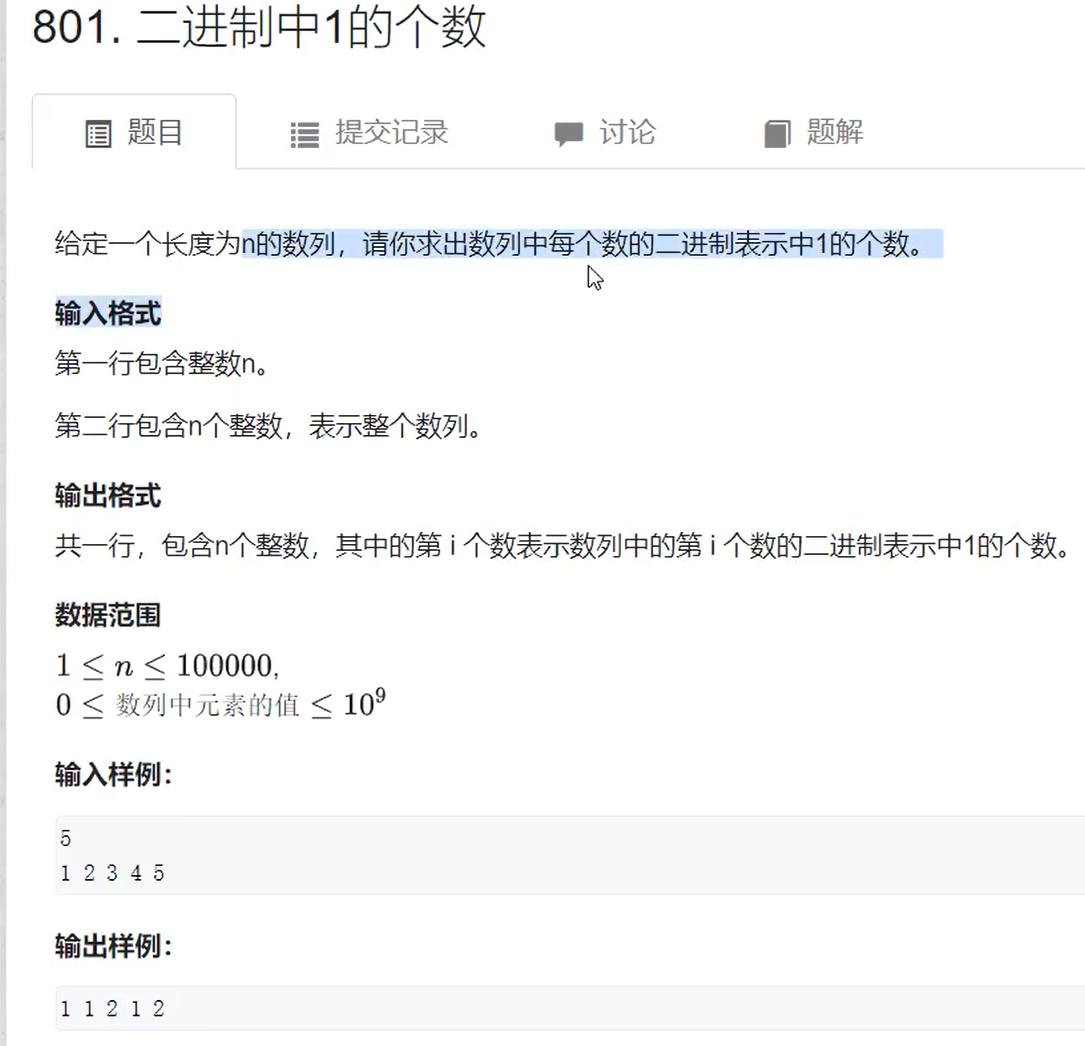 801. 二进制中1的个数
题目 提交记录 讨论 题解
给定一个长度为n的数列，请你求出数列中每个数的二进制表示中1的个数。
输入格式
第一行包含整数n。
第二行包含n个整数，表示整个数列。
输出格式
共一行，包含n个整数，其中的第 i 个数表示数列中的第 i 个数的二进制表示中1的个数。
数据范围
1 ≤ n ≤ 100000,
0 ≤ 数列中元素的值 ≤ 10⁹
输入样例：
5
1 2 3 4 5
输出样例：
1 1 2 1 2